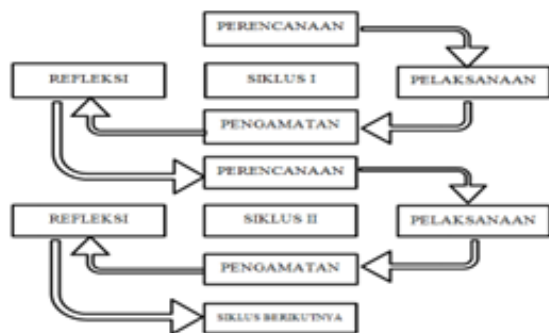 PERENCANAAN
REFLEKSI
SIKLUS I
PELAKSANAAN
PENGAMATAN
PERENCANAAN
REFLEKSI
SIKLUS II
PELAKSANAAN
PENGAMATAN
SIKLUS BERIKUTNYA